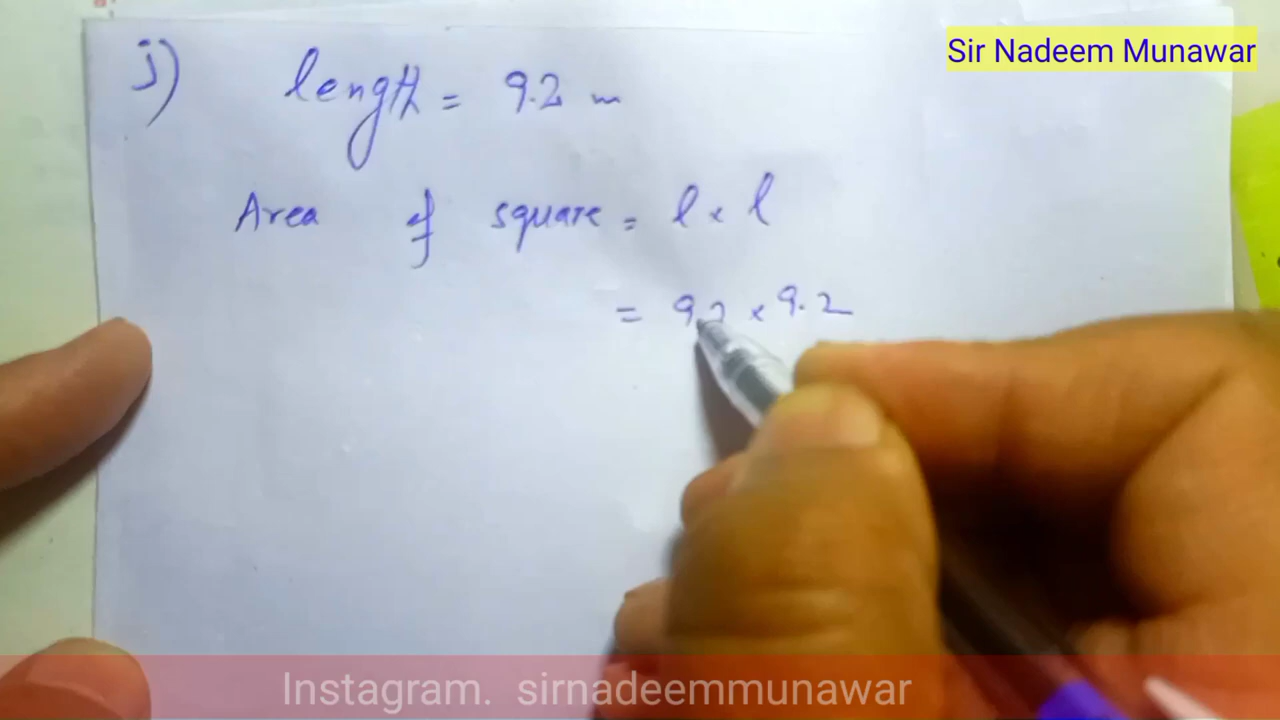 Sir Nadeem Munawar
j) length = 9.2 m
Area of square = l × l
= 9.2 × 9.2
Instagram. sirnadeemmunawar